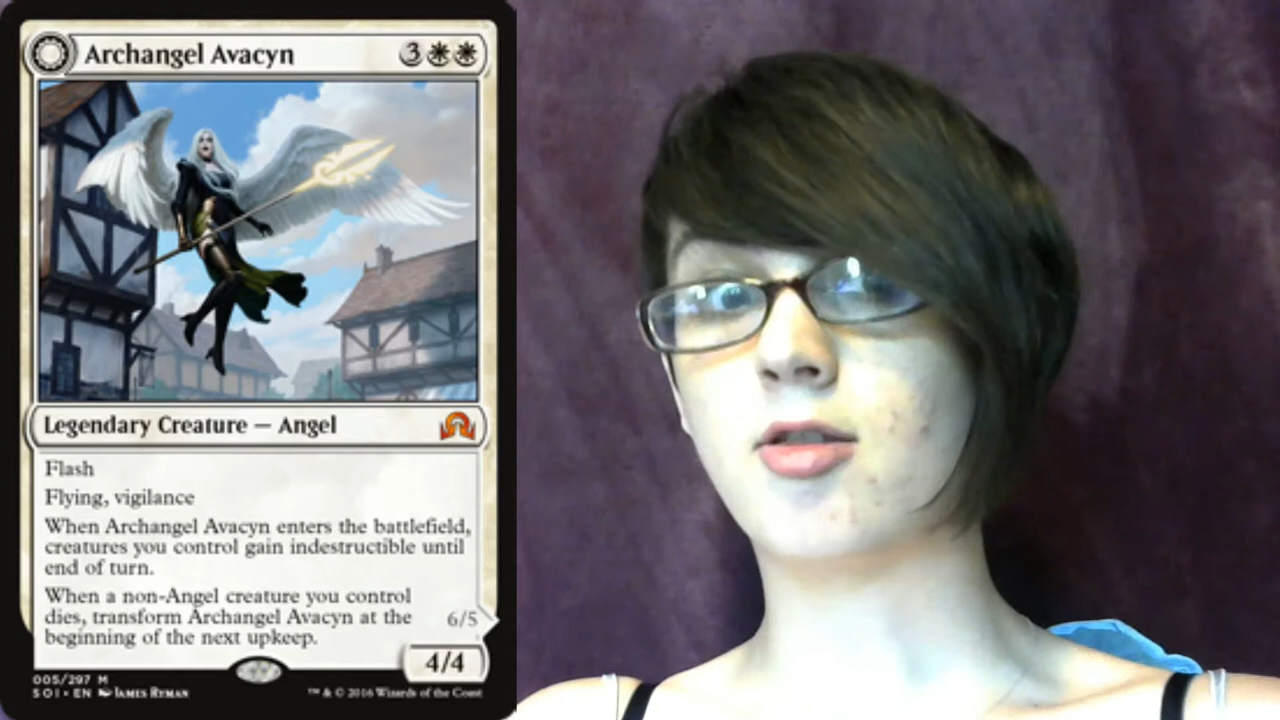 Archangel Avacyn 3
Legendary Creature — Angel
Flash
Flying, vigilance
When Archangel Avacyn enters the battlefield,
creatures you control gain indestructible until
end of turn.
When a non-Angel creature you control
dies, transform Archangel Avacyn at the
beginning of the next upkeep.
6/5
4/4
005/297 M
SOI • EN James Ryman
™ & © 2016 Wizards of the Coast